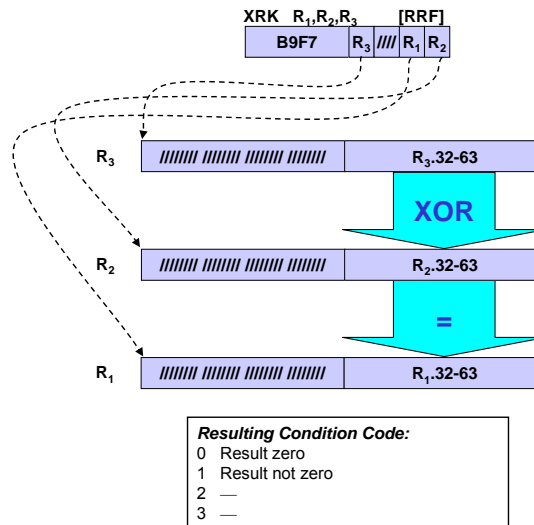 XRK R1,R2,R3 [RRF]
B9F7 R3 //// R1 R2
R3 //////// //////// //////// //////// R3.32-63
XOR
R2 //////// //////// //////// //////// R2.32-63
=
R1 //////// //////// //////// //////// R1.32-63
Resulting Condition Code:
0 Result zero
1 Result not zero
2 —
3 —